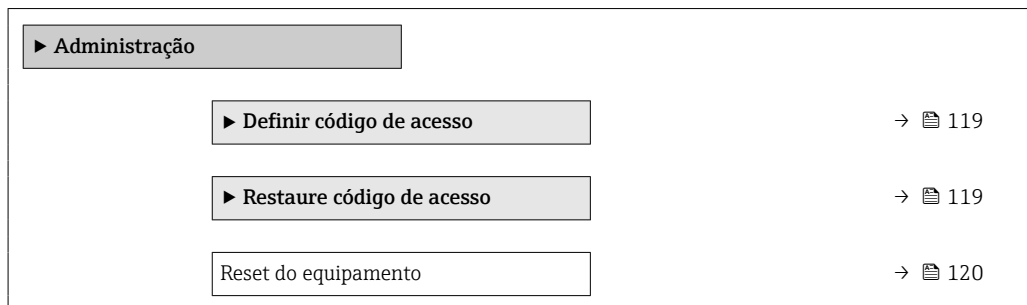 ▶ Administração
▶ Definir código de acesso → 119
▶ Restaure código de acesso → 119
Reset do equipamento → 120